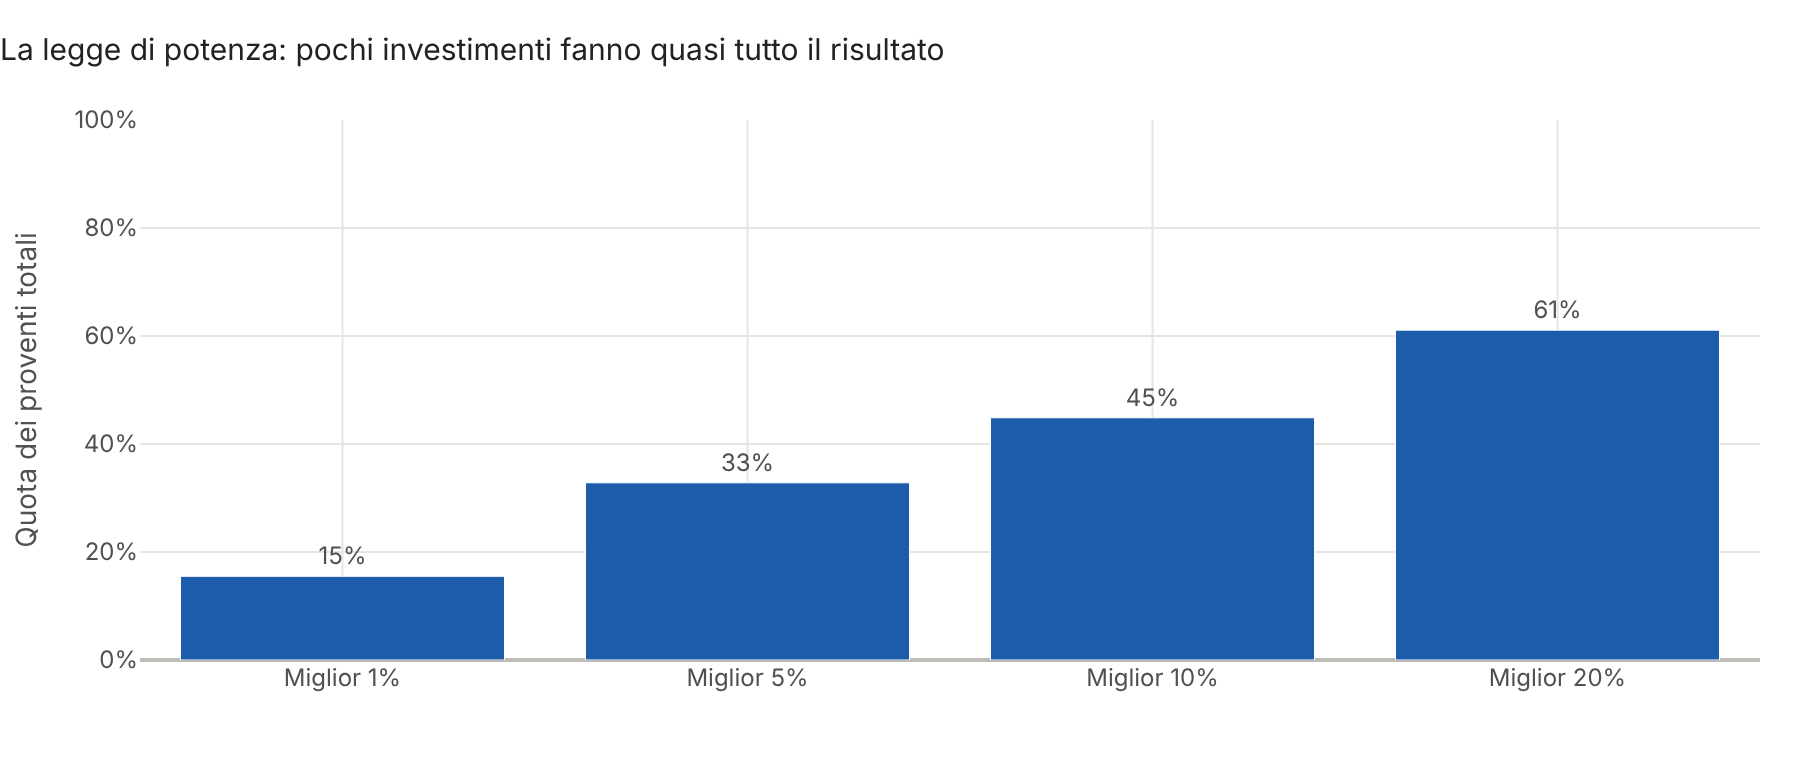 La legge di potenza: pochi investimenti fanno quasi tutto il risultato
Quota dei proventi totali
100%
80%
60%
40%
20%
0%
15%
33%
45%
61%
Miglior 1%
Miglior 5%
Miglior 10%
Miglior 20%